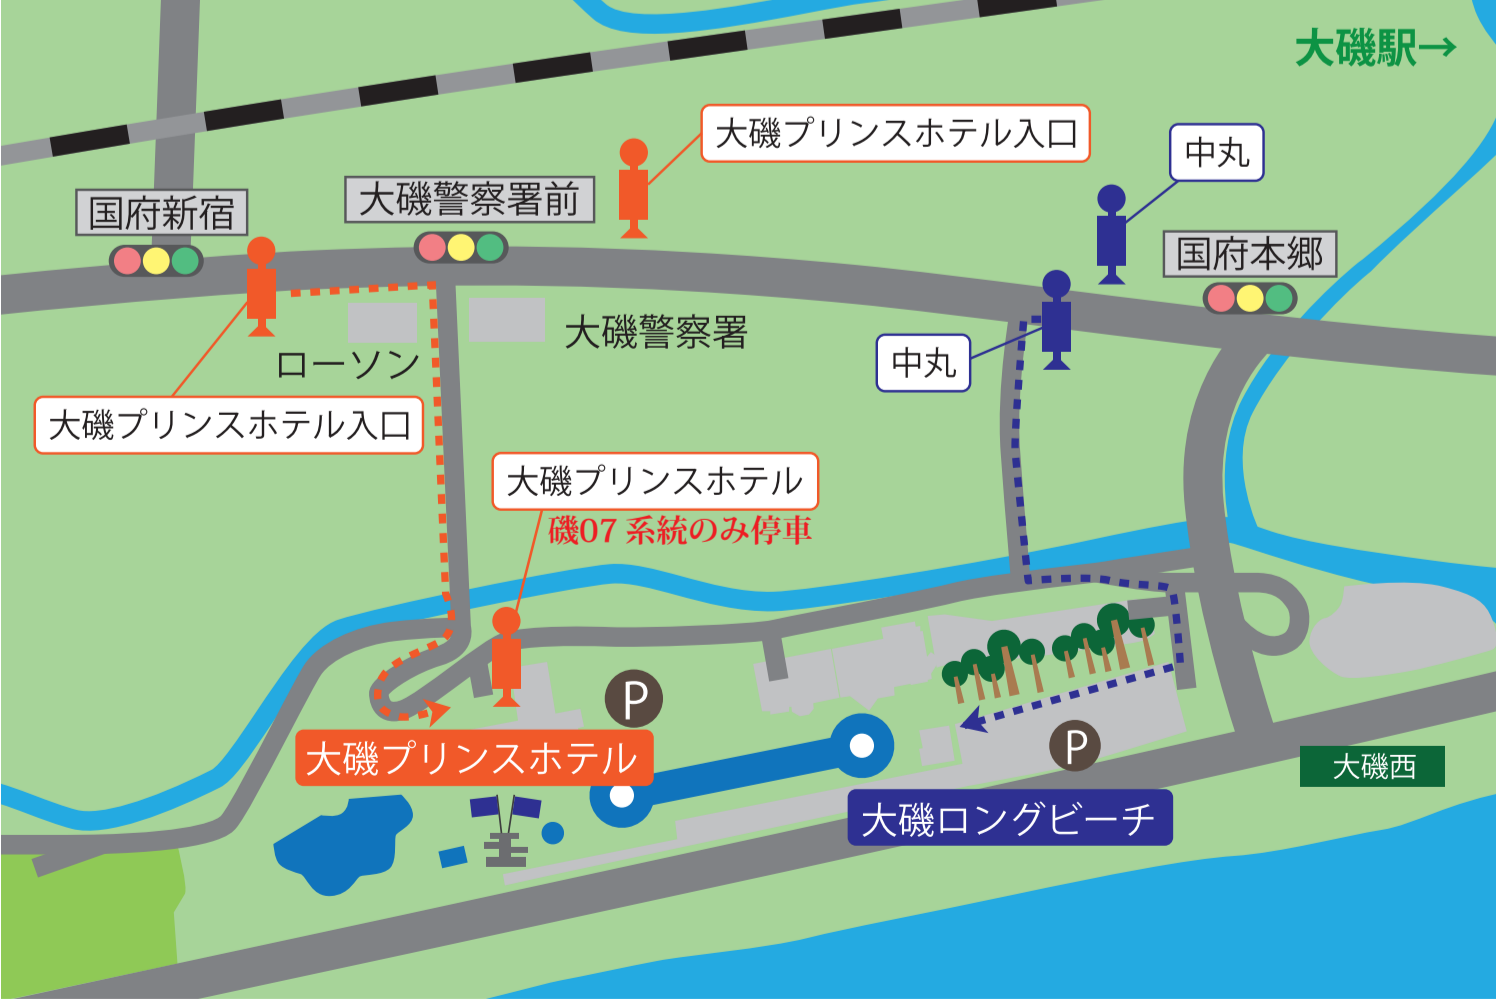 大磯駅→
大磯プリンスホテル入口
中丸
国府新宿
大磯警察署前
国府本郷
大磯警察署
ローソン
中丸
大磯プリンスホテル入口
大磯プリンスホテル
磯07 系統のみ停車
P
P
大磯プリンスホテル
大磯西
大磯ロングビーチ